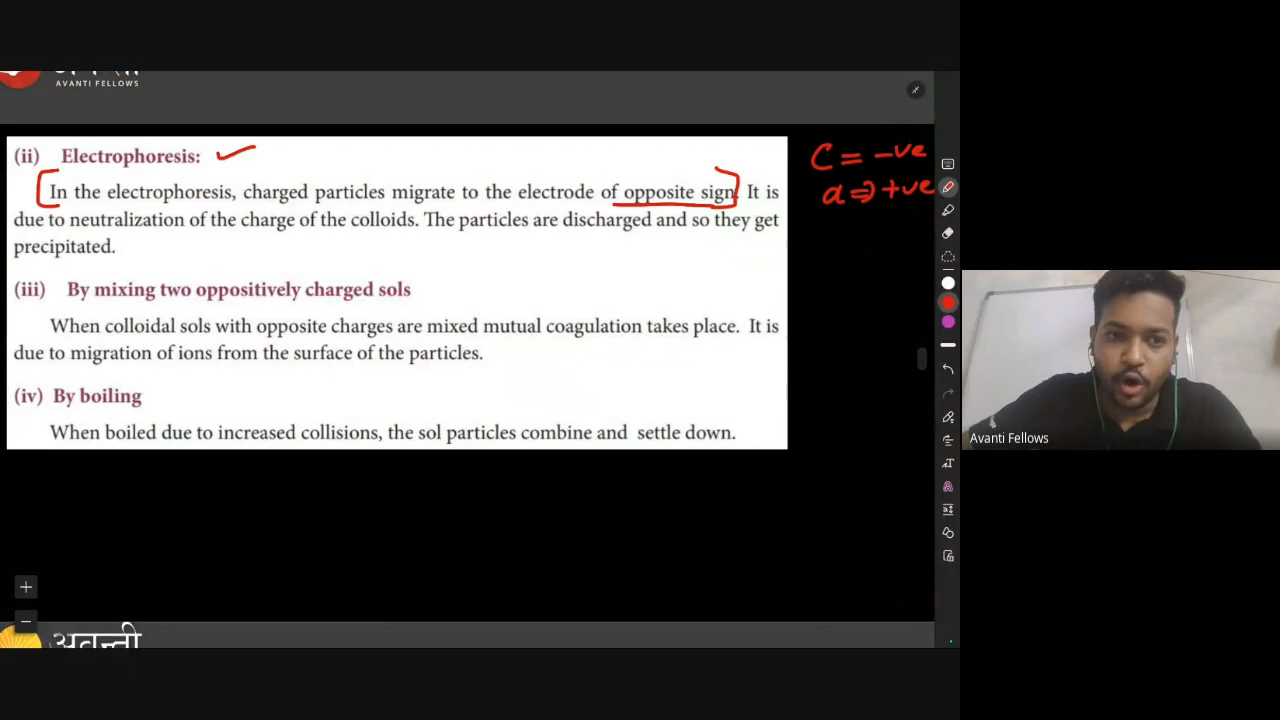 AVANTI FELLOWS
(ii) Electrophoresis:
In the electrophoresis, charged particles migrate to the electrode of opposite sign. It is
due to neutralization of the charge of the colloids. The particles are discharged and so they get
precipitated.
(iii) By mixing two oppositively charged sols
When colloidal sols with opposite charges are mixed mutual coagulation takes place. It is
due to migration of ions from the surface of the particles.
(iv) By boiling
When boiled due to increased collisions, the sol particles combine and settle down.
C = -ve
a ⇒ +ve
Avanti Fellows
अवन्ती